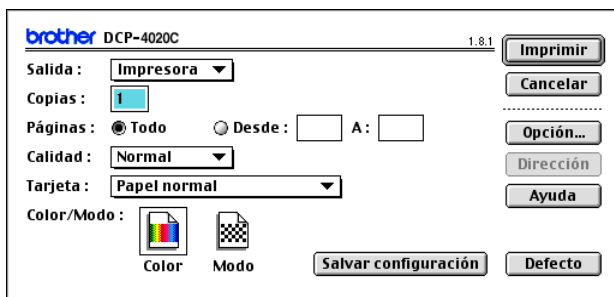 brother DCP-4020C 1.8.1 Imprimir
Salida : Impresora
Cancelar
Copias : 1
Páginas : Todo Desde : A : Opción...
Calidad : Normal Dirección
Tarjeta : Papel normal Ayuda
Color/Modo :
Color Modo Salvar configuración Defecto